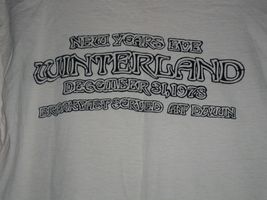 NEW YEARS EVE
WINTERLAND
DECEMBER 31, 1978
BREAKFAST SERVED AT DAWN